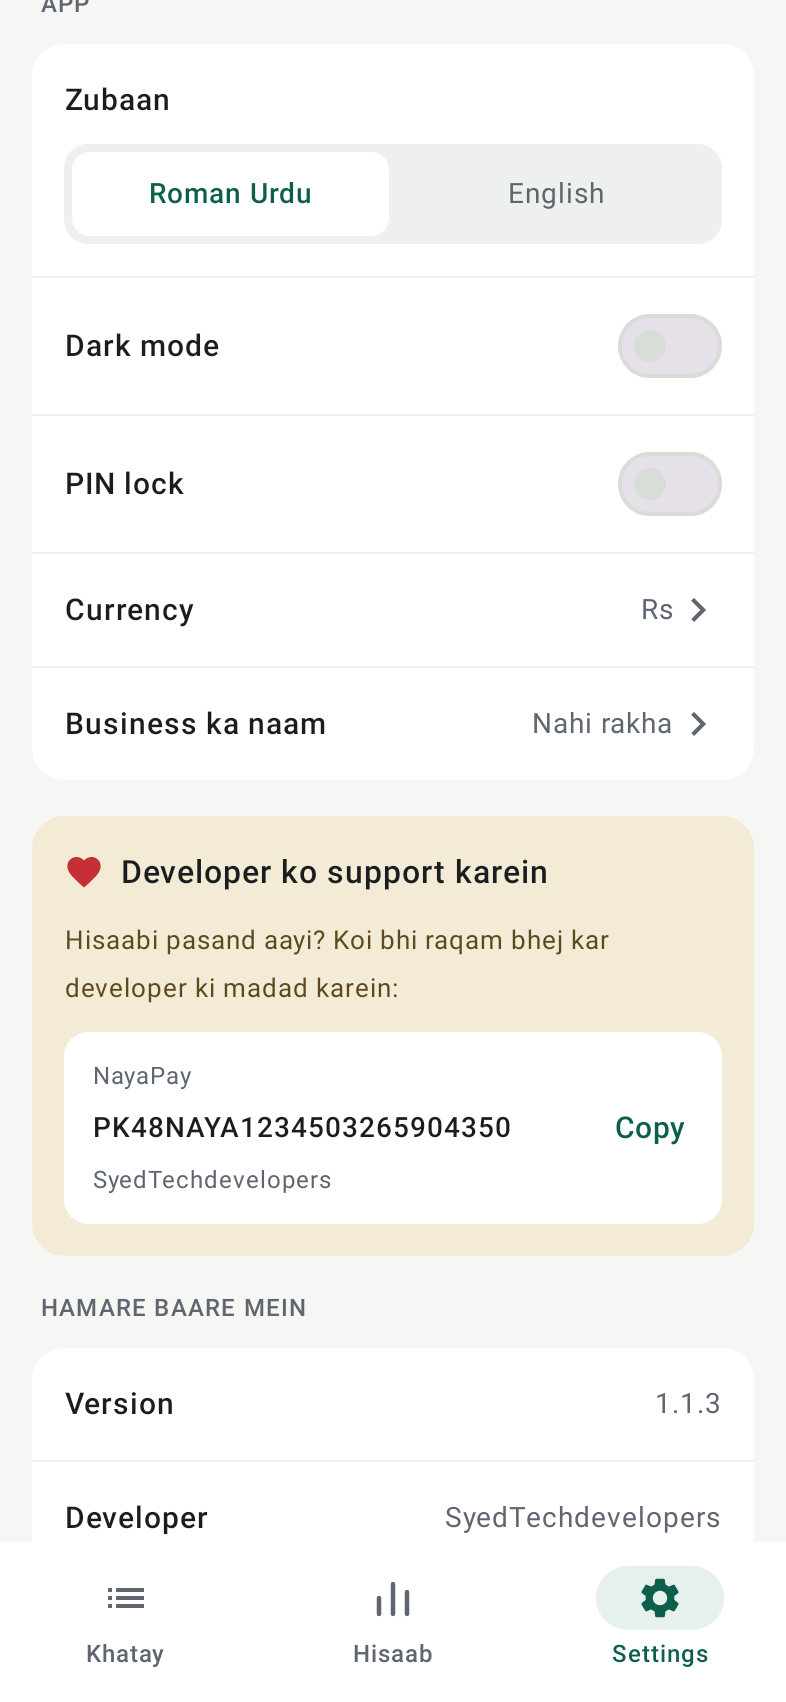 APP
Zubaan
Roman Urdu
English
Dark mode
PIN lock
Currency
Rs
Business ka naam
Nahi rakha
Developer ko support karein
Hisaabi pasand aayi? Koi bhi raqam bhej kar
developer ki madad karein:
NayaPay
PK48NAYA1234503265904350
Copy
SyedTechdevelopers
HAMARE BAARE MEIN
Version
1.1.3
Developer
SyedTechdevelopers
Khatay
Hisaab
Settings